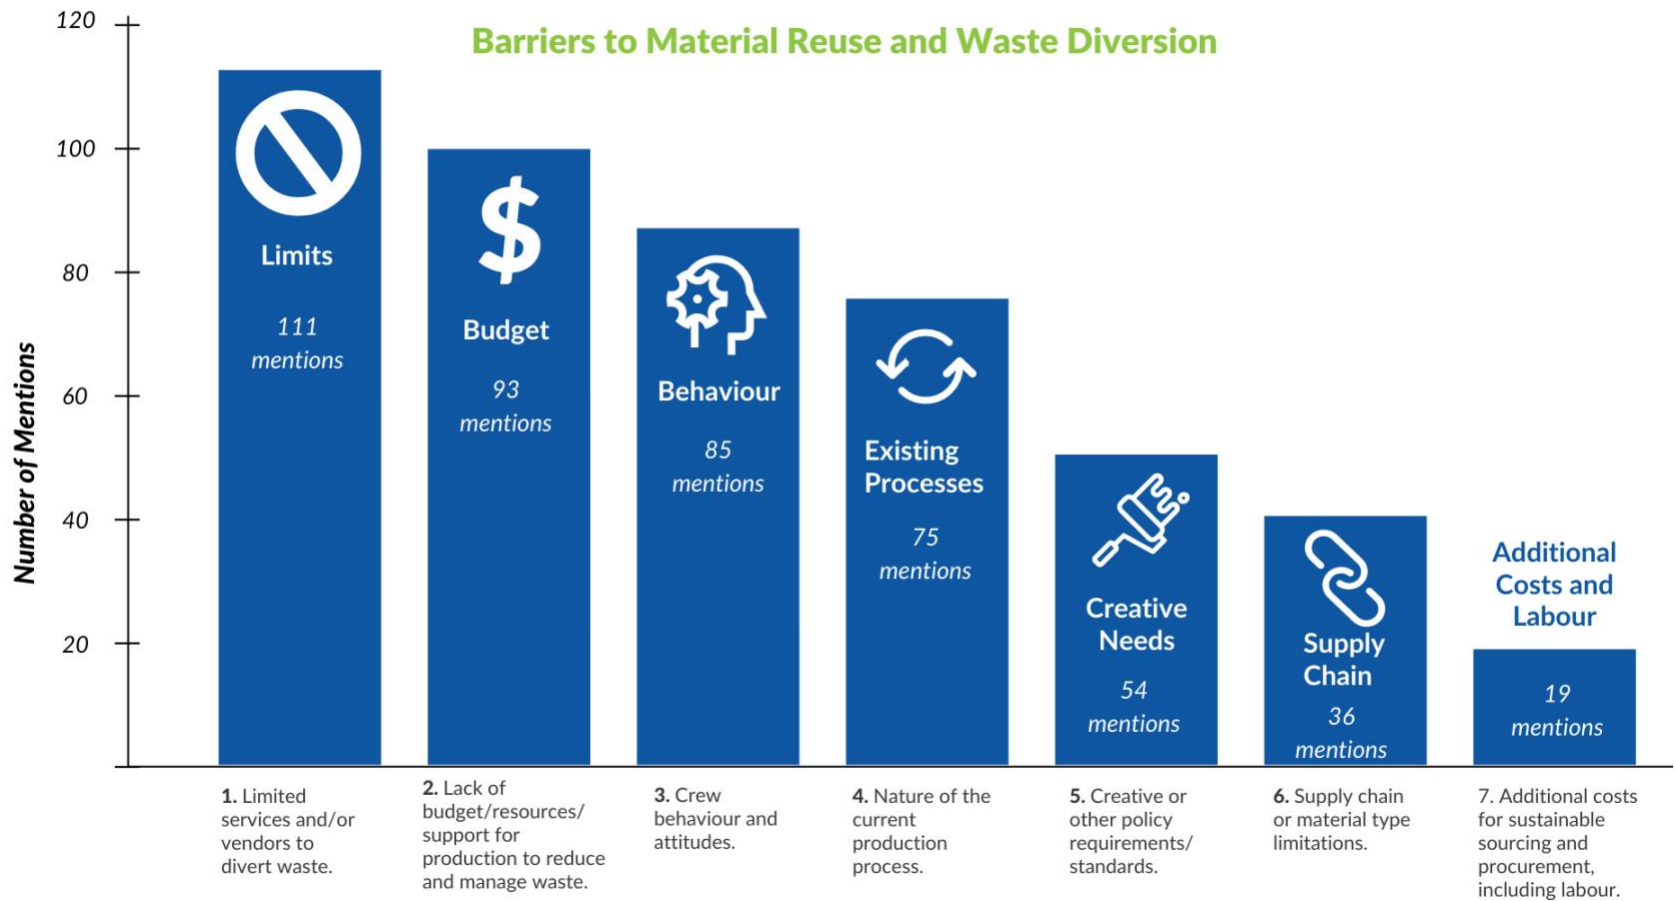 Barriers to Material Reuse and Waste Diversion
Number of Mentions
120
100
80
60
40
20
Limits
111
mentions
$
Budget
93
mentions
Behaviour
85
mentions
Existing
Processes
75
mentions
Creative
Needs
54
mentions
Supply
Chain
36
mentions
Additional
Costs and
Labour
19
mentions
1. Limited
services and/or
vendors to
divert waste.
2. Lack of
budget/resources/
support for
production to reduce
and manage waste.
3. Crew
behaviour and
attitudes.
4. Nature of the
current
production
process.
5. Creative or
other policy
requirements/
standards.
6. Supply chain
or material type
limitations.
7. Additional costs
for sustainable
sourcing and
procurement,
including labour.